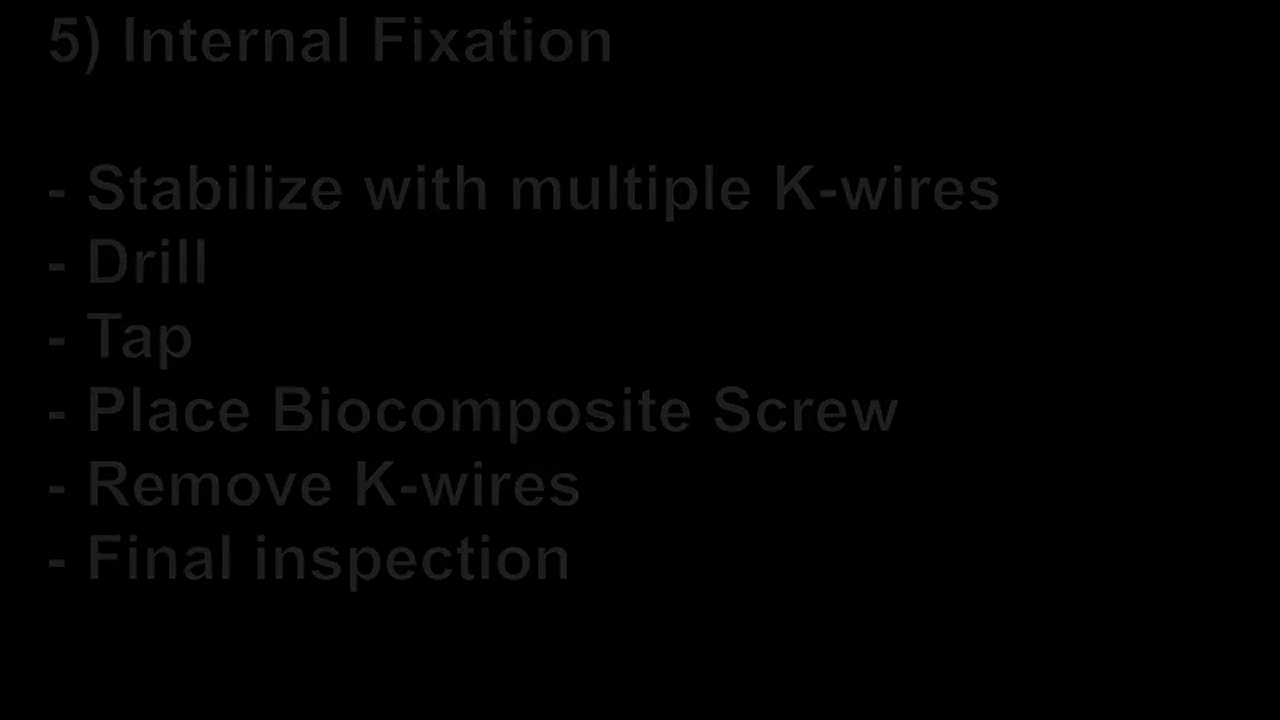 5) Internal Fixation
- Stabilize with multiple K-wires
- Drill
- Tap
- Place Biocomposite Screw
- Remove K-wires
- Final inspection